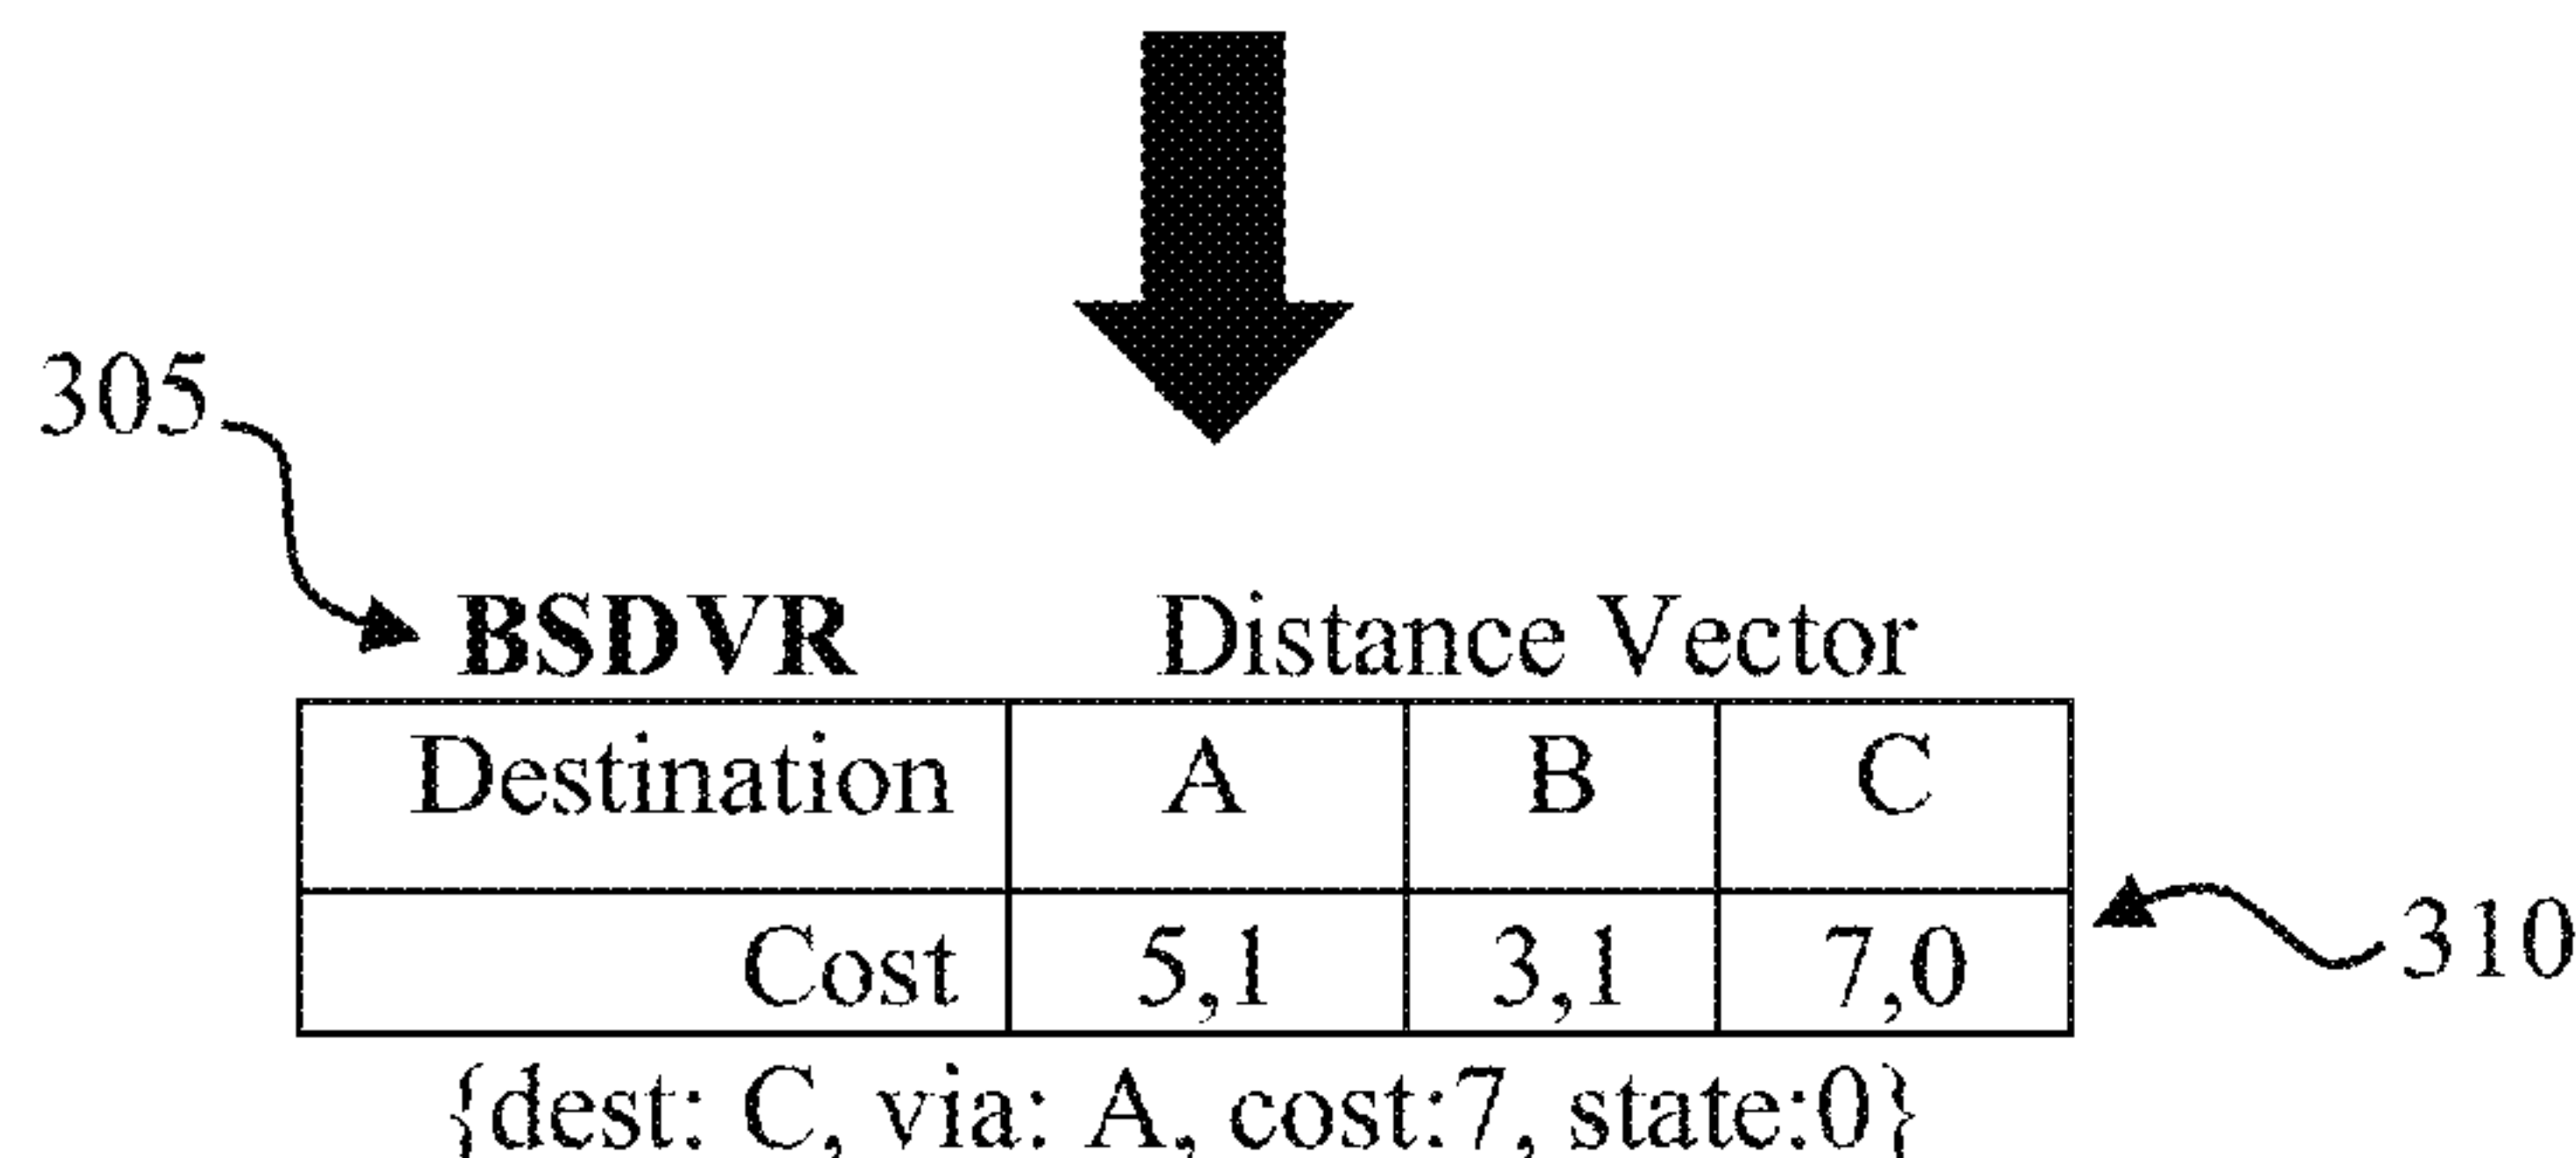 305
BSDVR Distance Vector
Destination A B C
Cost 5,1 3,1 7,0
310
{dest: C, via: A, cost:7, state:0}